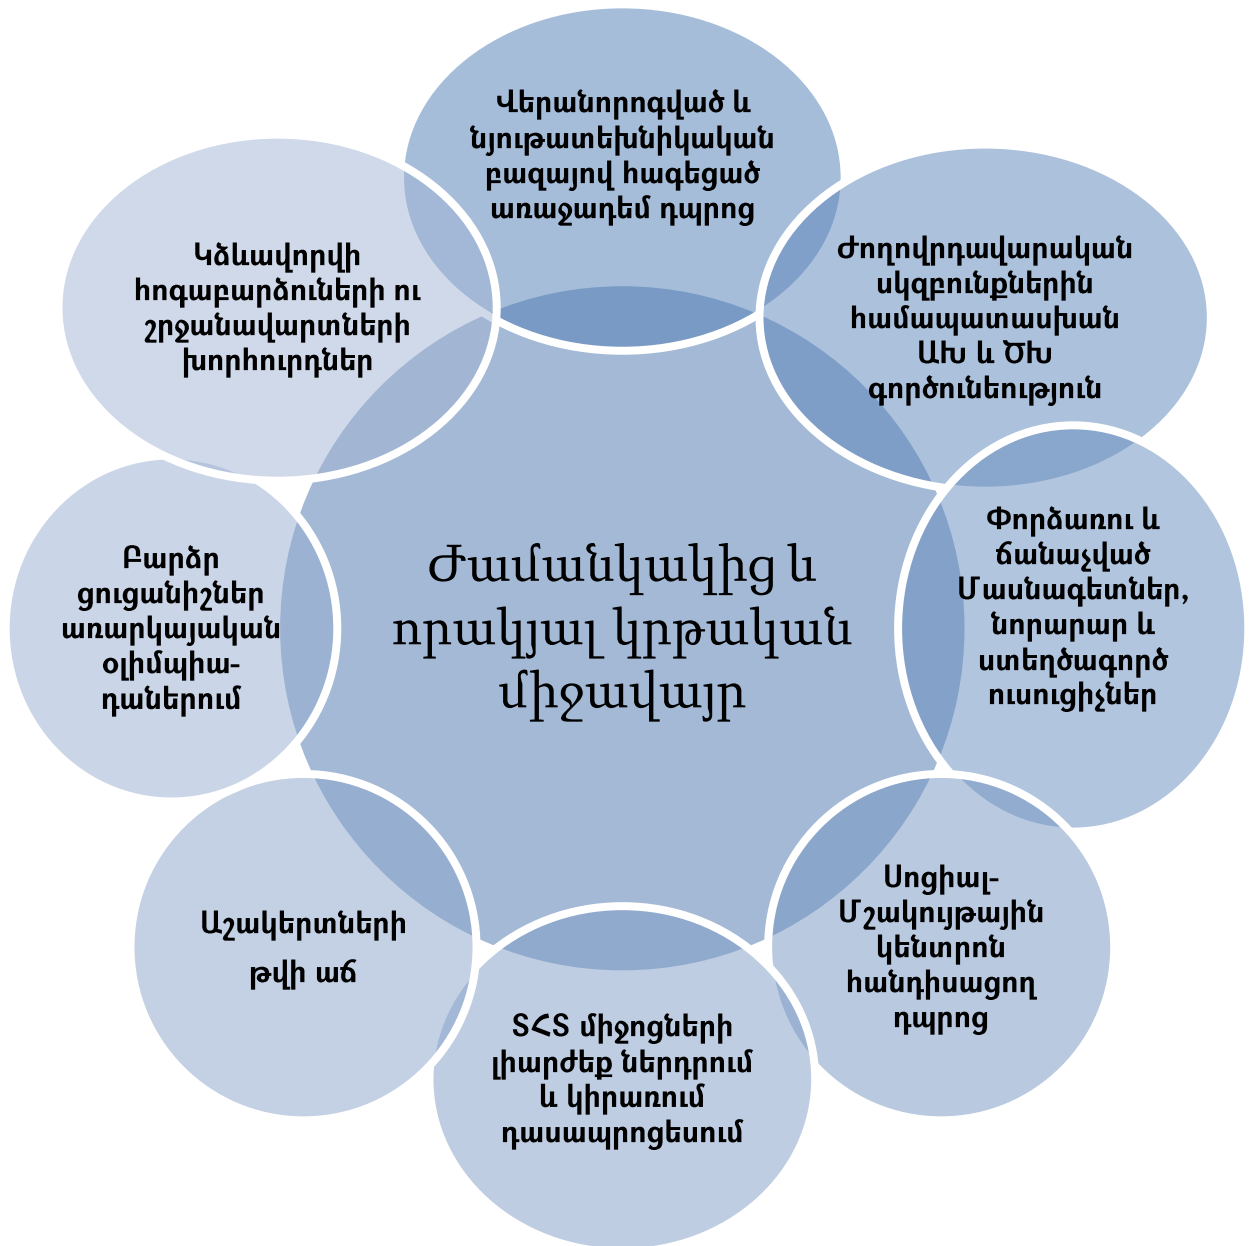 Վերանորոգված և
նյութատեխնիկական
բազայով հագեցած
առաջադեմ դպրոց
Ժողովրդավարական
սկզբունքներին
համապատասխան
ԱԽ և ԾԽ
գործունեություն
Փորձառու և
ճանաչված
Մասնագետներ,
նորարար և
ստեղծագործ
ուսուցիչներ
Սոցիալ-
Մշակույթային
կենտրոն
հանդիսացող
դպրոց
ՏՀՏ միջոցների
լիարժեք ներդրում
և կիրառում
դասապրոցեսում
Աշակերտների
թվի աճ
Բարձր
ցուցանիշներ
առարկայական
օլիմպիա-
դաներում
Կձևավորվի
հոգաբարձուների ու
շրջանավարտների
խորհուրդներ
Ժամանկակից և
որակյալ կրթական
միջավայր